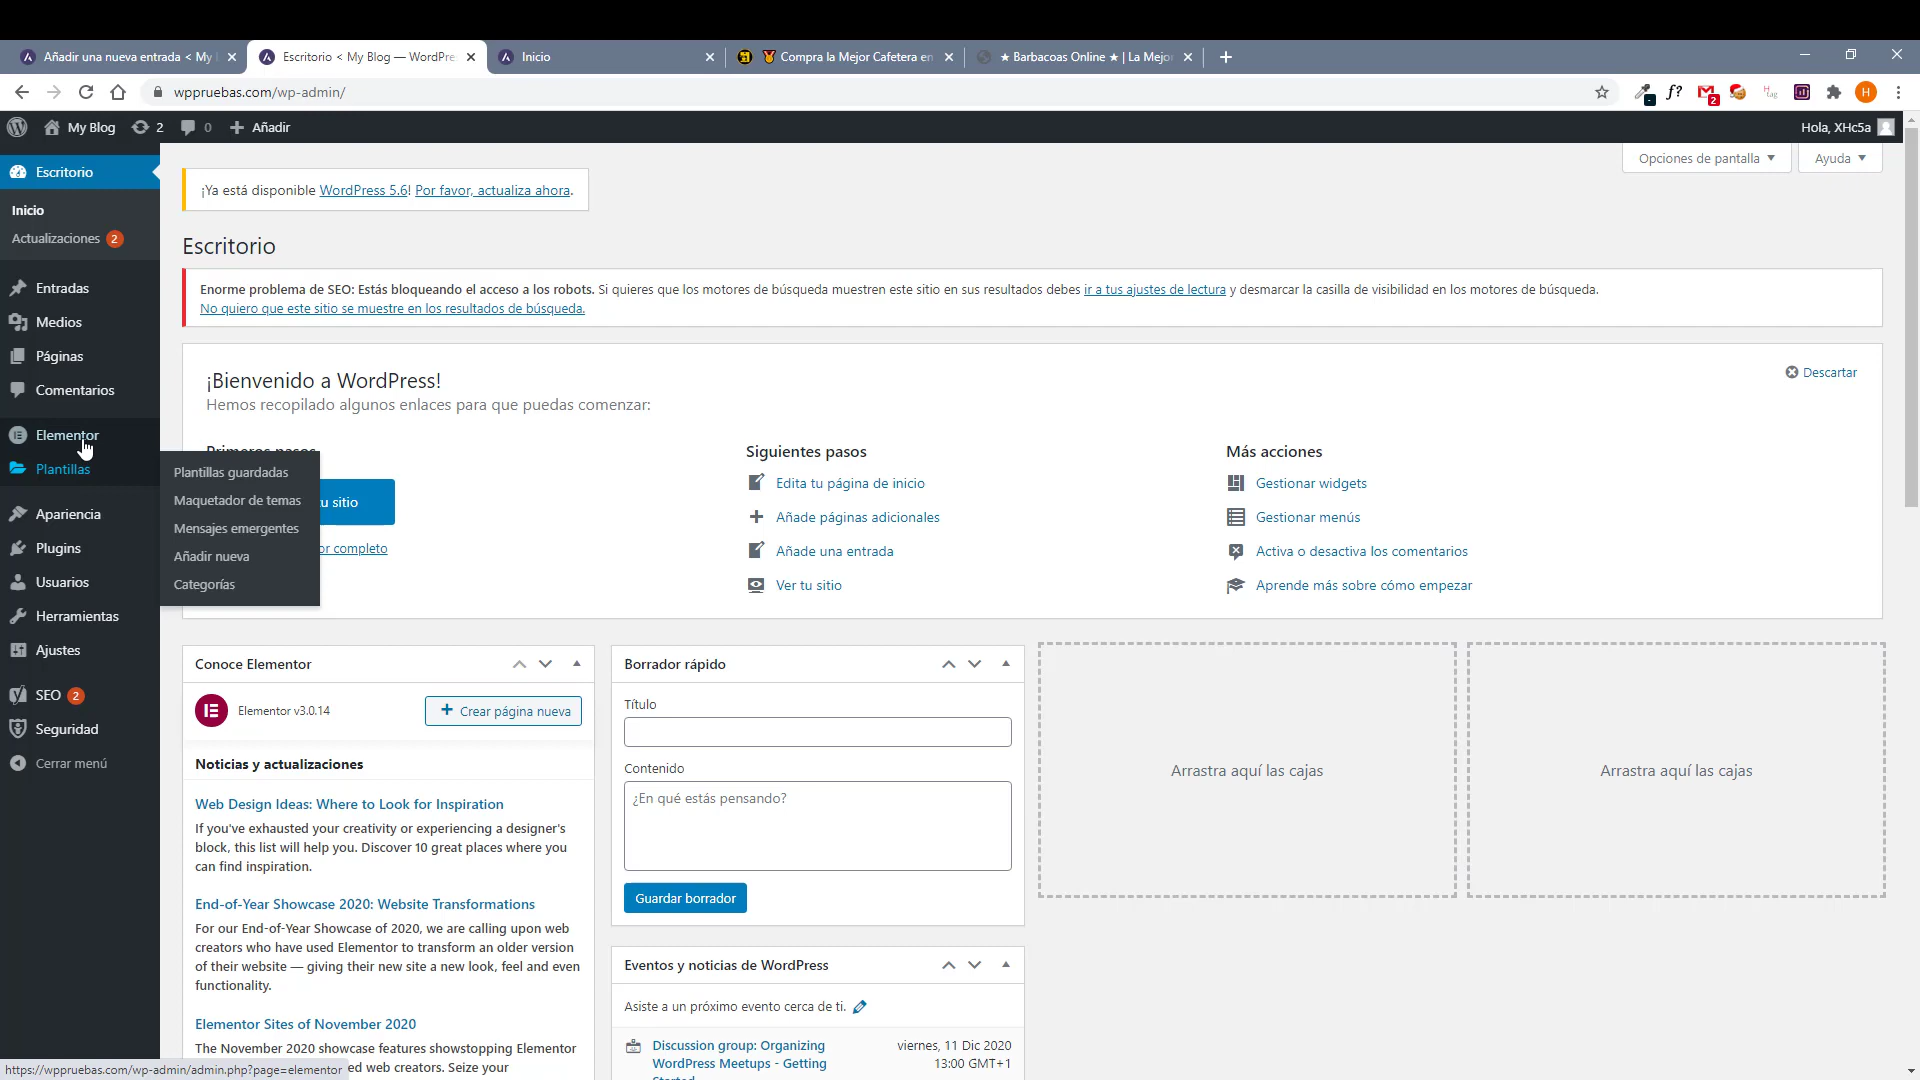 Añadir una nueva entrada < My
Escritorio < My Blog — WordPre
Inicio
Compra la Mejor Cafetera en
★ Barbacoas Online ★ | La Mejo
wppruebas.com/wp-admin/
f?
2
H
tag
H
My Blog
2
0
Añadir
Hola, XHc5a
Escritorio
Inicio
Actualizaciones 2
Entradas
Medios
Páginas
Comentarios
Elementor
Plantillas
Apariencia
Plugins
Usuarios
Herramientas
Ajustes
SEO 2
Seguridad
Cerrar menú
Plantillas guardadas
Maquetador de temas
Mensajes emergentes
Añadir nueva
Categorías
Opciones de pantalla
Ayuda
¡Ya está disponible WordPress 5.6! Por favor, actualiza ahora.
Escritorio
Enorme problema de SEO: Estás bloqueando el acceso a los robots. Si quieres que los motores de búsqueda muestren este sitio en sus resultados debes ir a tus ajustes de lectura y desmarcar la casilla de visibilidad en los motores de búsqueda.
No quiero que este sitio se muestre en los resultados de búsqueda.
¡Bienvenido a WordPress!
Hemos recopilado algunos enlaces para que puedas comenzar:
Descartar
Primeros pasos
tu sitio
or completo
Siguientes pasos
Edita tu página de inicio
Añade páginas adicionales
Añade una entrada
Ver tu sitio
Más acciones
Gestionar widgets
Gestionar menús
Activa o desactiva los comentarios
Aprende más sobre cómo empezar
Conoce Elementor
Elementor v3.0.14
+ Crear página nueva
Noticias y actualizaciones
Web Design Ideas: Where to Look for Inspiration
If you've exhausted your creativity or experiencing a designer's
block, this list will help you. Discover 10 great places where you
can find inspiration.
End-of-Year Showcase 2020: Website Transformations
For our End-of-Year Showcase of 2020, we are calling upon web
creators who have used Elementor to transform an older version
of their website — giving their new site a new look, feel and even
functionality.
Elementor Sites of November 2020
The November 2020 showcase features showstopping Elementor
ed web creators. Seize your
Borrador rápido
Título
Contenido
¿En qué estás pensando?
Guardar borrador
Eventos y noticias de WordPress
Asiste a un próximo evento cerca de ti.
Discussion group: Organizing
WordPress Meetups - Getting
Started
viernes, 11 Dic 2020
13:00 GMT+1
Arrastra aquí las cajas
Arrastra aquí las cajas
https://wppruebas.com/wp-admin/admin.php?page=elementor